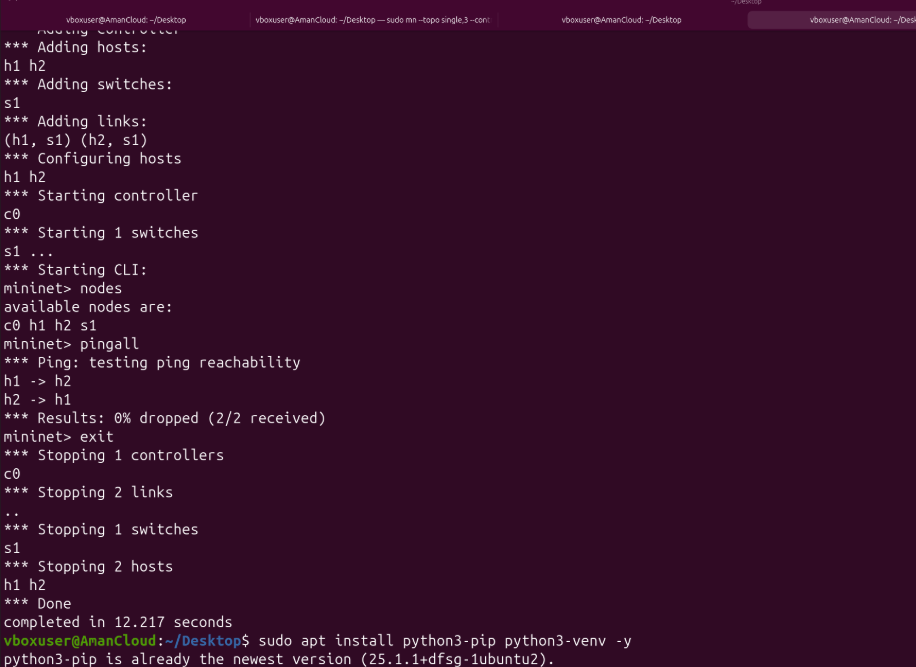 ~/Desktop
vboxuser@AmanCloud: ~/Desktop
vboxuser@AmanCloud: ~/Desktop — sudo mn --topo single,3 --cont
vboxuser@AmanCloud: ~/Desktop
vboxuser@AmanCloud: ~/Desk
*** Adding controller
*** Adding hosts:
h1 h2
*** Adding switches:
s1
*** Adding links:
(h1, s1) (h2, s1)
*** Configuring hosts
h1 h2
*** Starting controller
c0
*** Starting 1 switches
s1 ...
*** Starting CLI:
mininet> nodes
available nodes are:
c0 h1 h2 s1
mininet> pingall
*** Ping: testing ping reachability
h1 -> h2
h2 -> h1
*** Results: 0% dropped (2/2 received)
mininet> exit
*** Stopping 1 controllers
c0
*** Stopping 2 links
..
*** Stopping 1 switches
s1
*** Stopping 2 hosts
h1 h2
*** Done
completed in 12.217 seconds
vboxuser@AmanCloud:~/Desktop$ sudo apt install python3-pip python3-venv -y
python3-pip is already the newest version (25.1.1+dfsg-1ubuntu2).